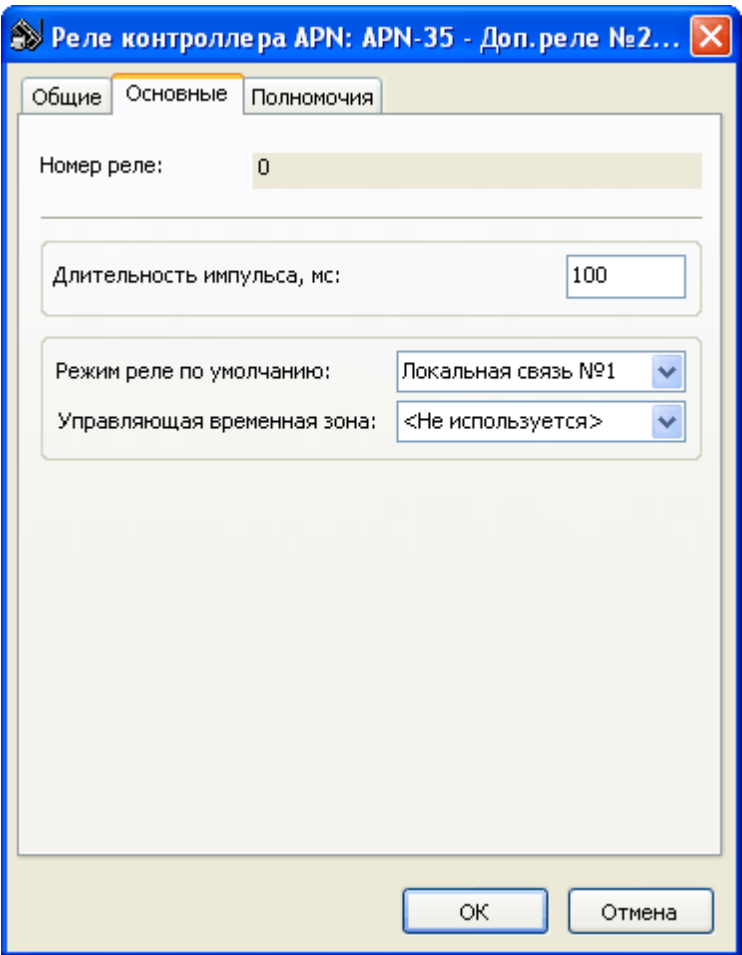 Реле контроллера APN: APN-35 - Доп.реле №2...
Общие Основные Полномочия
Номер реле: 0
Длительность импульса, мс: 100
Режим реле по умолчанию: Локальная связь №1
Управляющая временная зона: <Не используется>
ОК Отмена